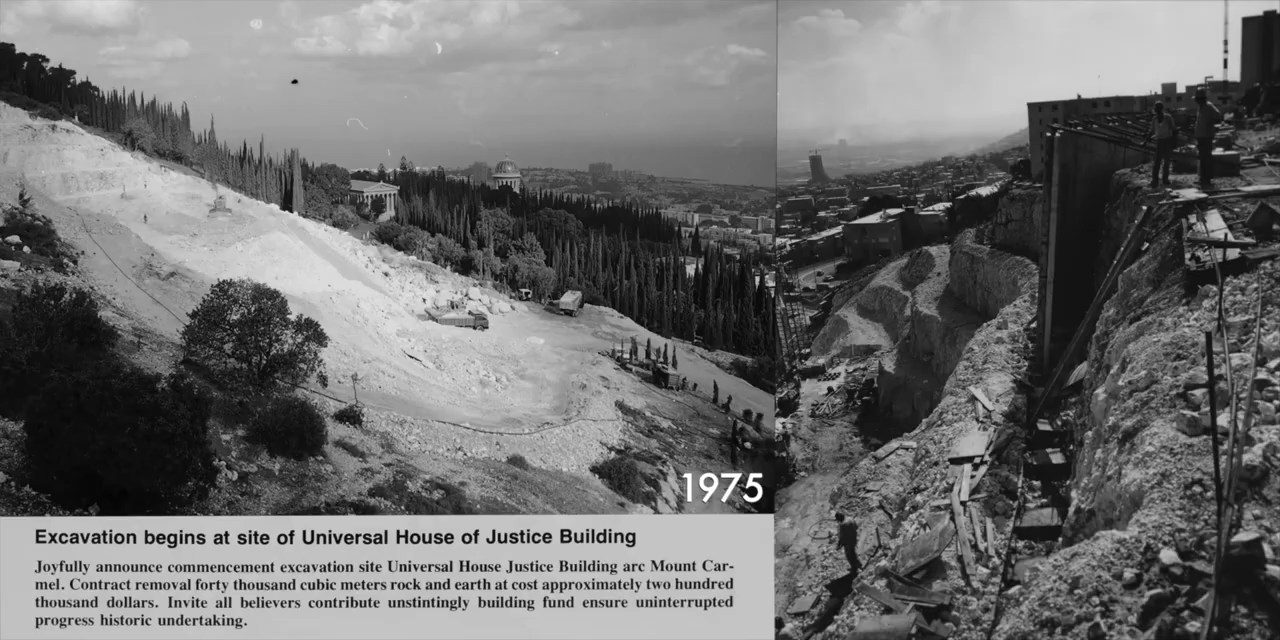 1975
Excavation begins at site of Universal House of Justice Building
Joyfully announce commencement excavation site Universal House Justice Building arc Mount Car-
mel. Contract removal forty thousand cubic meters rock and earth at cost approximately two hundred
thousand dollars. Invite all believers contribute unstintingly building fund ensure uninterrupted
progress historic undertaking.